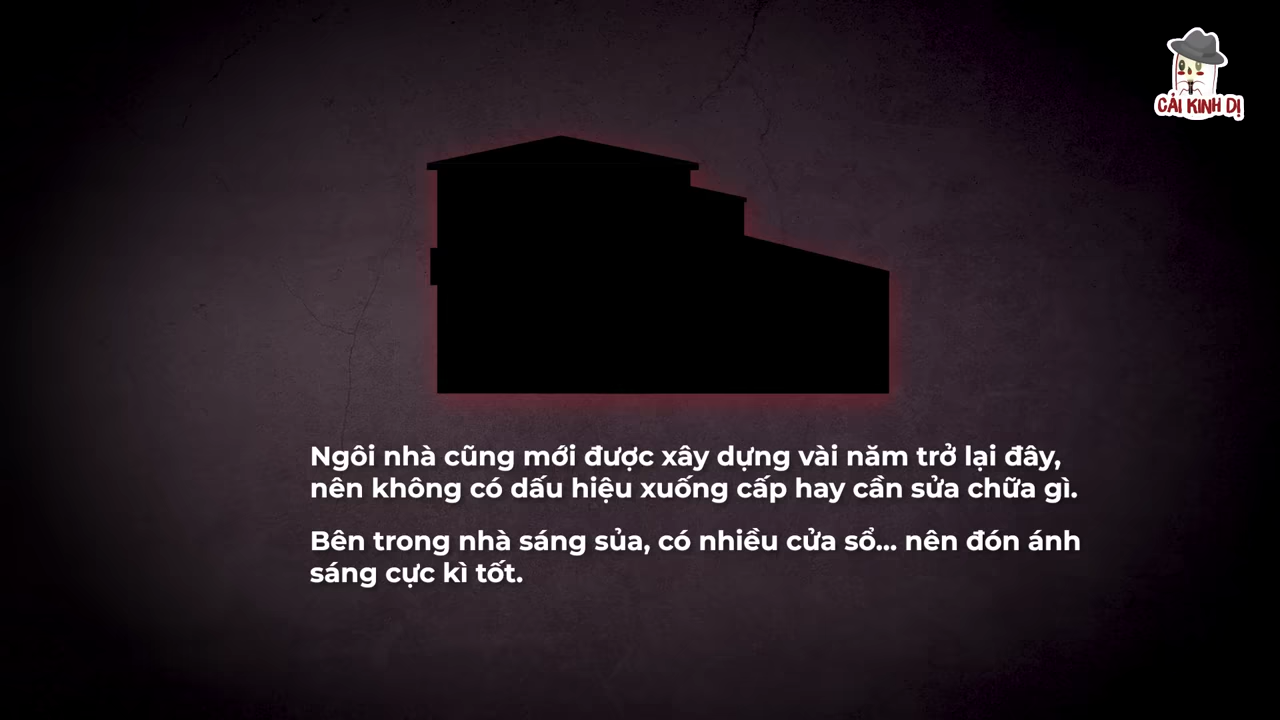 CẢI KINH DỊ
Ngôi nhà cũng mới được xây dựng vài năm trở lại đây,
nên không có dấu hiệu xuống cấp hay cần sửa chữa gì.
Bên trong nhà sáng sủa, có nhiều cửa sổ... nên đón ánh
sáng cực kì tốt.